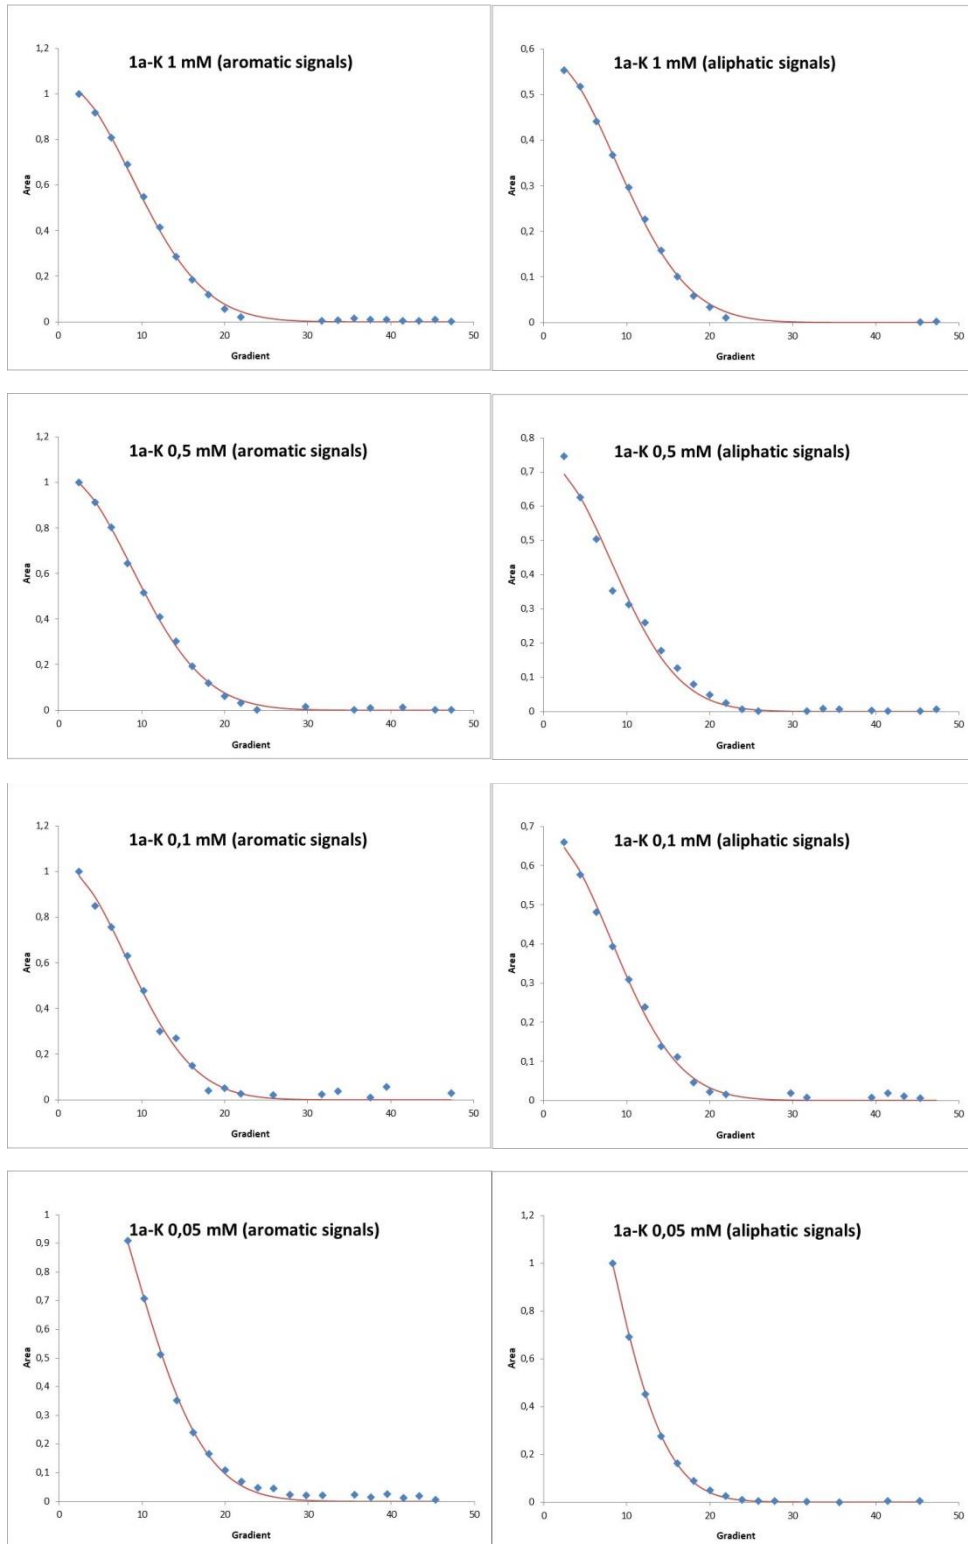 1a-K 1 mM (aromatic signals)
1,2
1
0,8
0,6
0,4
0,2
0
Area
0 10 20 30 40 50
Gradient
1a-K 1 mM (aliphatic signals)
0,6
0,5
0,4
0,3
0,2
0,1
0
Area
0 10 20 30 40 50
Gradient
1a-K 0,5 mM (aromatic signals)
1,2
1
0,8
0,6
0,4
0,2
0
Area
0 10 20 30 40 50
Gradient
1a-K 0,5 mM (aliphatic signals)
0,8
0,7
0,6
0,5
0,4
0,3
0,2
0,1
0
Area
0 10 20 30 40 50
Gradient
1a-K 0,1 mM (aromatic signals)
1,2
1
0,8
0,6
0,4
0,2
0
Area
0 10 20 30 40 50
Gradient
1a-K 0,1 mM (aliphatic signals)
0,7
0,6
0,5
0,4
0,3
0,2
0,1
0
Area
0 10 20 30 40 50
Gradient
1a-K 0,05 mM (aromatic signals)
1
0,9
0,8
0,7
0,6
0,5
0,4
0,3
0,2
0,1
0
Area
0 10 20 30 40 50
Gradient
1a-K 0,05 mM (aliphatic signals)
1,2
1
0,8
0,6
0,4
0,2
0
Area
0 10 20 30 40 50
Gradient